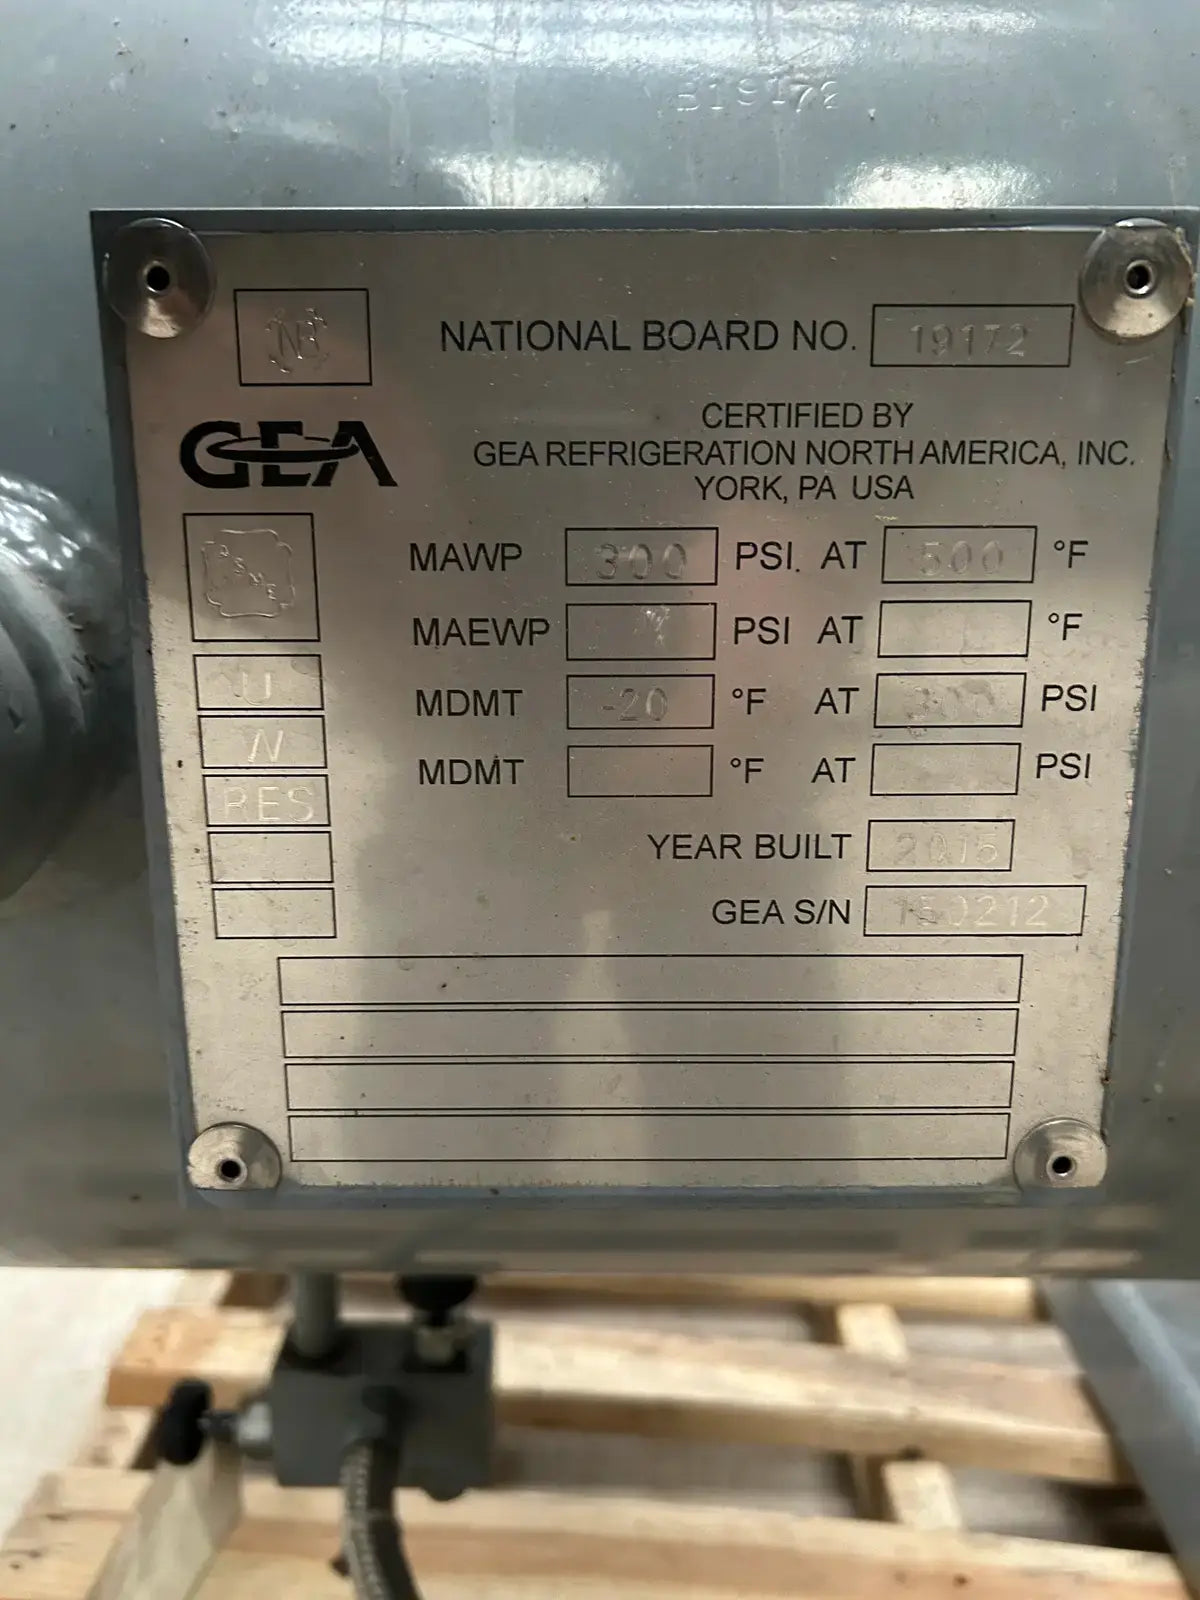 B19172
NB
NATIONAL BOARD NO. 19172
GEA
CERTIFIED BY
GEA REFRIGERATION NORTH AMERICA, INC.
YORK, PA USA
ASME
MAWP 300 PSI. AT 500 °F
MAEWP PSI AT °F
U
MDMT -20 °F AT 300 PSI
W
MDMT °F AT PSI
RES
YEAR BUILT 2015
GEA S/N 150212